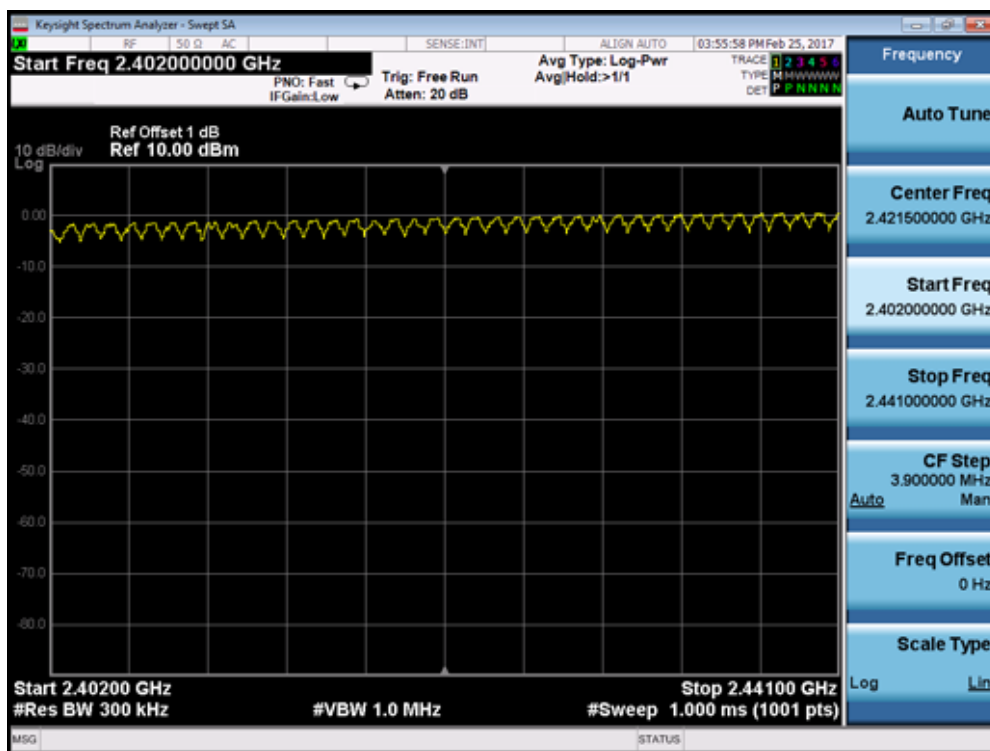 Keysight Spectrum Analyzer - Swept SA
LXI RF 50 Ω AC SENSE:INT ALIGN AUTO 03:55:58 PM Feb 25, 2017
Start Freq 2.402000000 GHz
PNO: Fast
IFGain:Low
Trig: Free Run
Atten: 20 dB
Avg Type: Log-Pwr
Avg|Hold:>1/1
TRACE 1 2 3 4 5 6
TYPE M M W W W W W
DET P P N N N N
Ref Offset 1 dB
10 dB/div Ref 10.00 dBm
Log
0.00
-10.0
-20.0
-30.0
-40.0
-50.0
-60.0
-70.0
-80.0
Start 2.40200 GHz Stop 2.44100 GHz
#Res BW 300 kHz #VBW 1.0 MHz #Sweep 1.000 ms (1001 pts)
MSG STATUS
Frequency
Auto Tune
Center Freq
2.421500000 GHz
Start Freq
2.402000000 GHz
Stop Freq
2.441000000 GHz
CF Step
3.900000 MHz
Auto Man
Freq Offset
0 Hz
Scale Type
Log Lin